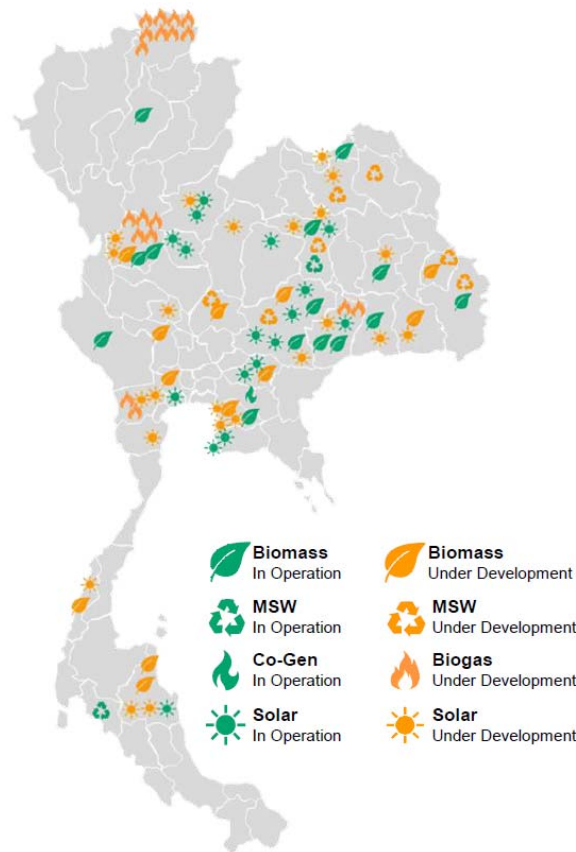 Biomass
In Operation
Biomass
Under Development
MSW
In Operation
MSW
Under Development
Co-Gen
In Operation
Biogas
Under Development
Solar
In Operation
Solar
Under Development